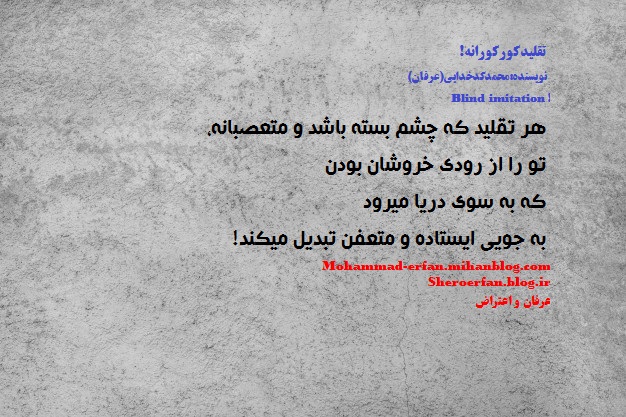 تقلیدکورکورانه!
نویسنده:محمدکدخدایی(عرفان)
Blind imitation !
هر تقلید که چشم بسته باشد و متعصبانه,
تو را از رودی خروشان بودن
که به سوی دریا میرود
به جویی ایستاده و متعفن تبدیل میکند!
Mohammad-erfan.mihanblog.com
Sheroerfan.blog.ir
عرفان و اعتراض